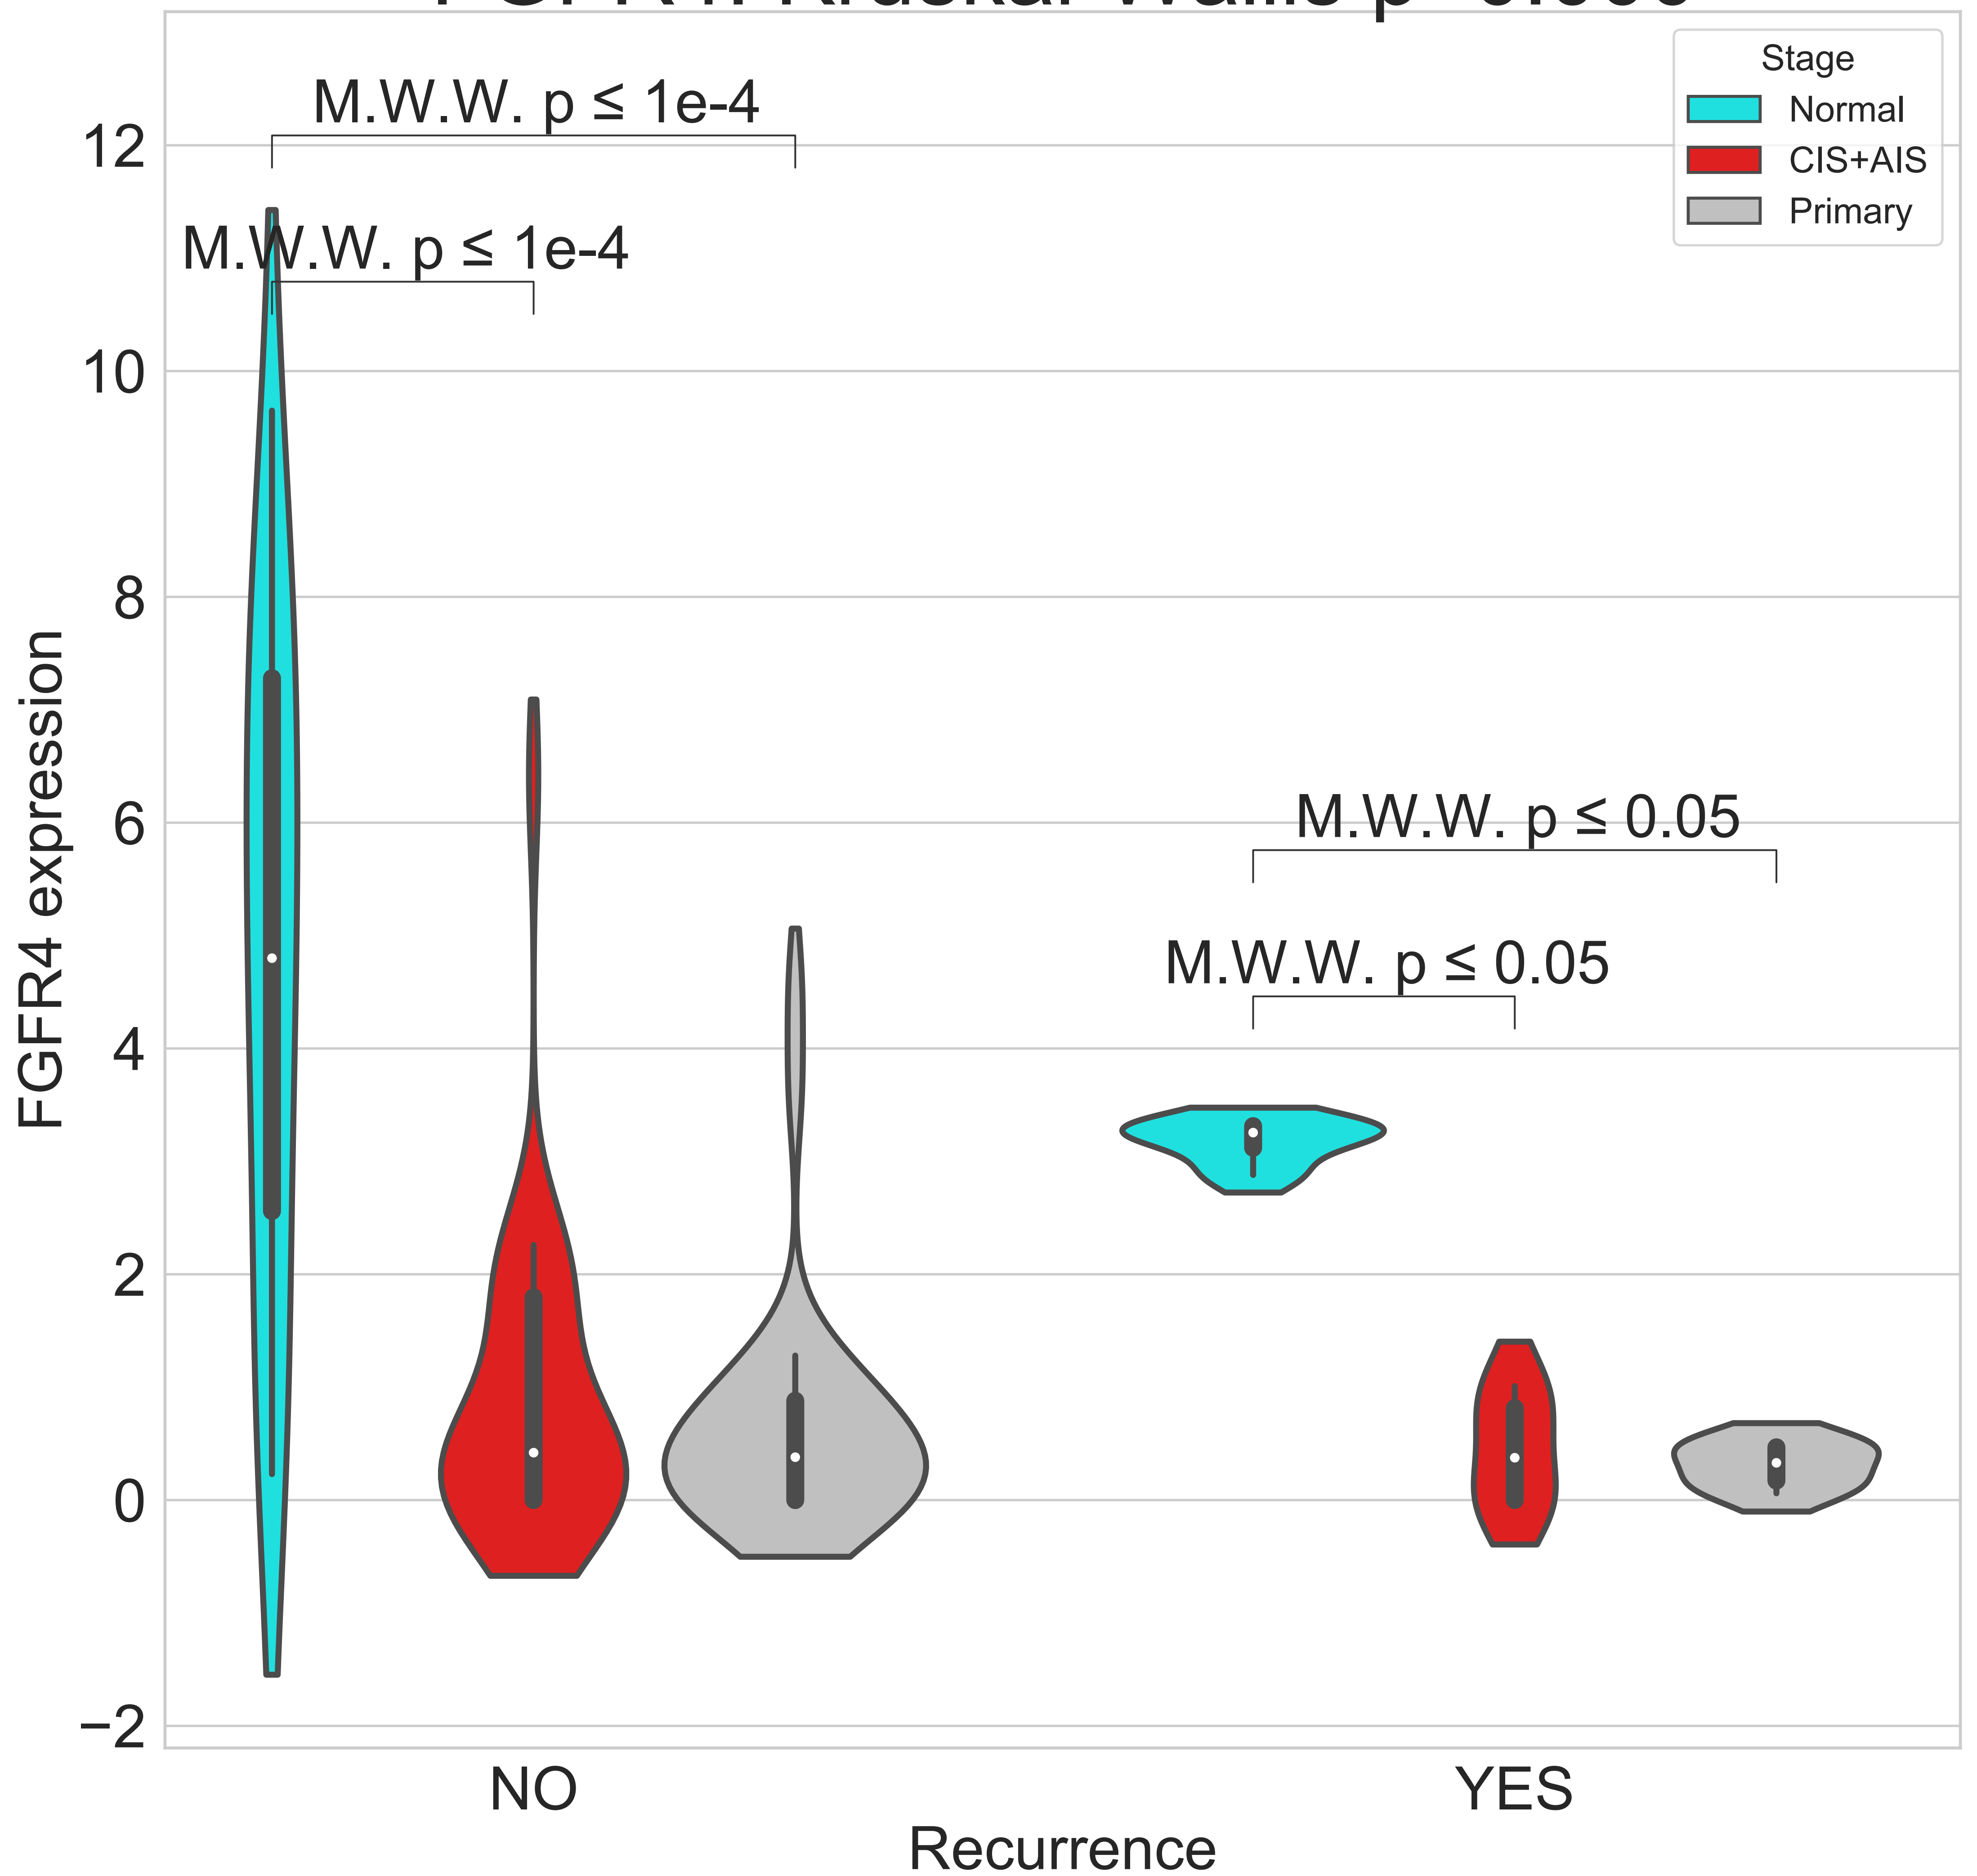 Stage
Normal
CIS+AIS
Primary
M.W.W. p ≤ 1e-4
M.W.W. p ≤ 1e-4
M.W.W. p ≤ 0.05
M.W.W. p ≤ 0.05
12
10
8
6
4
2
0
−2
FGFR4 expression
NO
YES
Recurrence